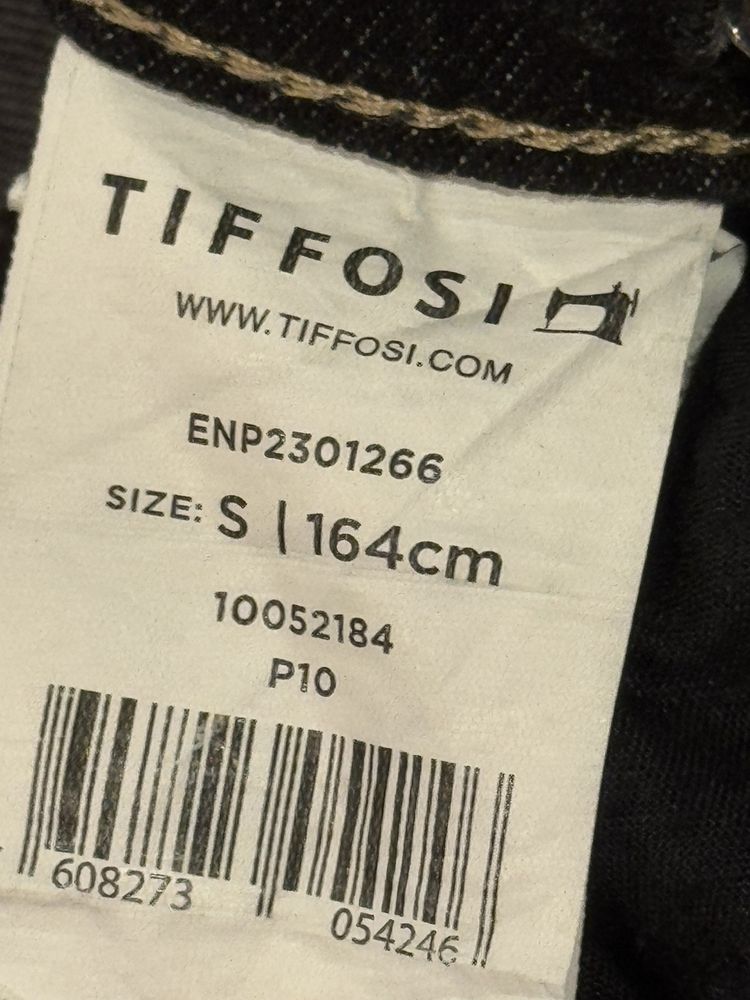 TIFFOSI
WWW.TIFFOSI.COM
ENP2301266
SIZE: S | 164cm
10052184
P10
608273 054246